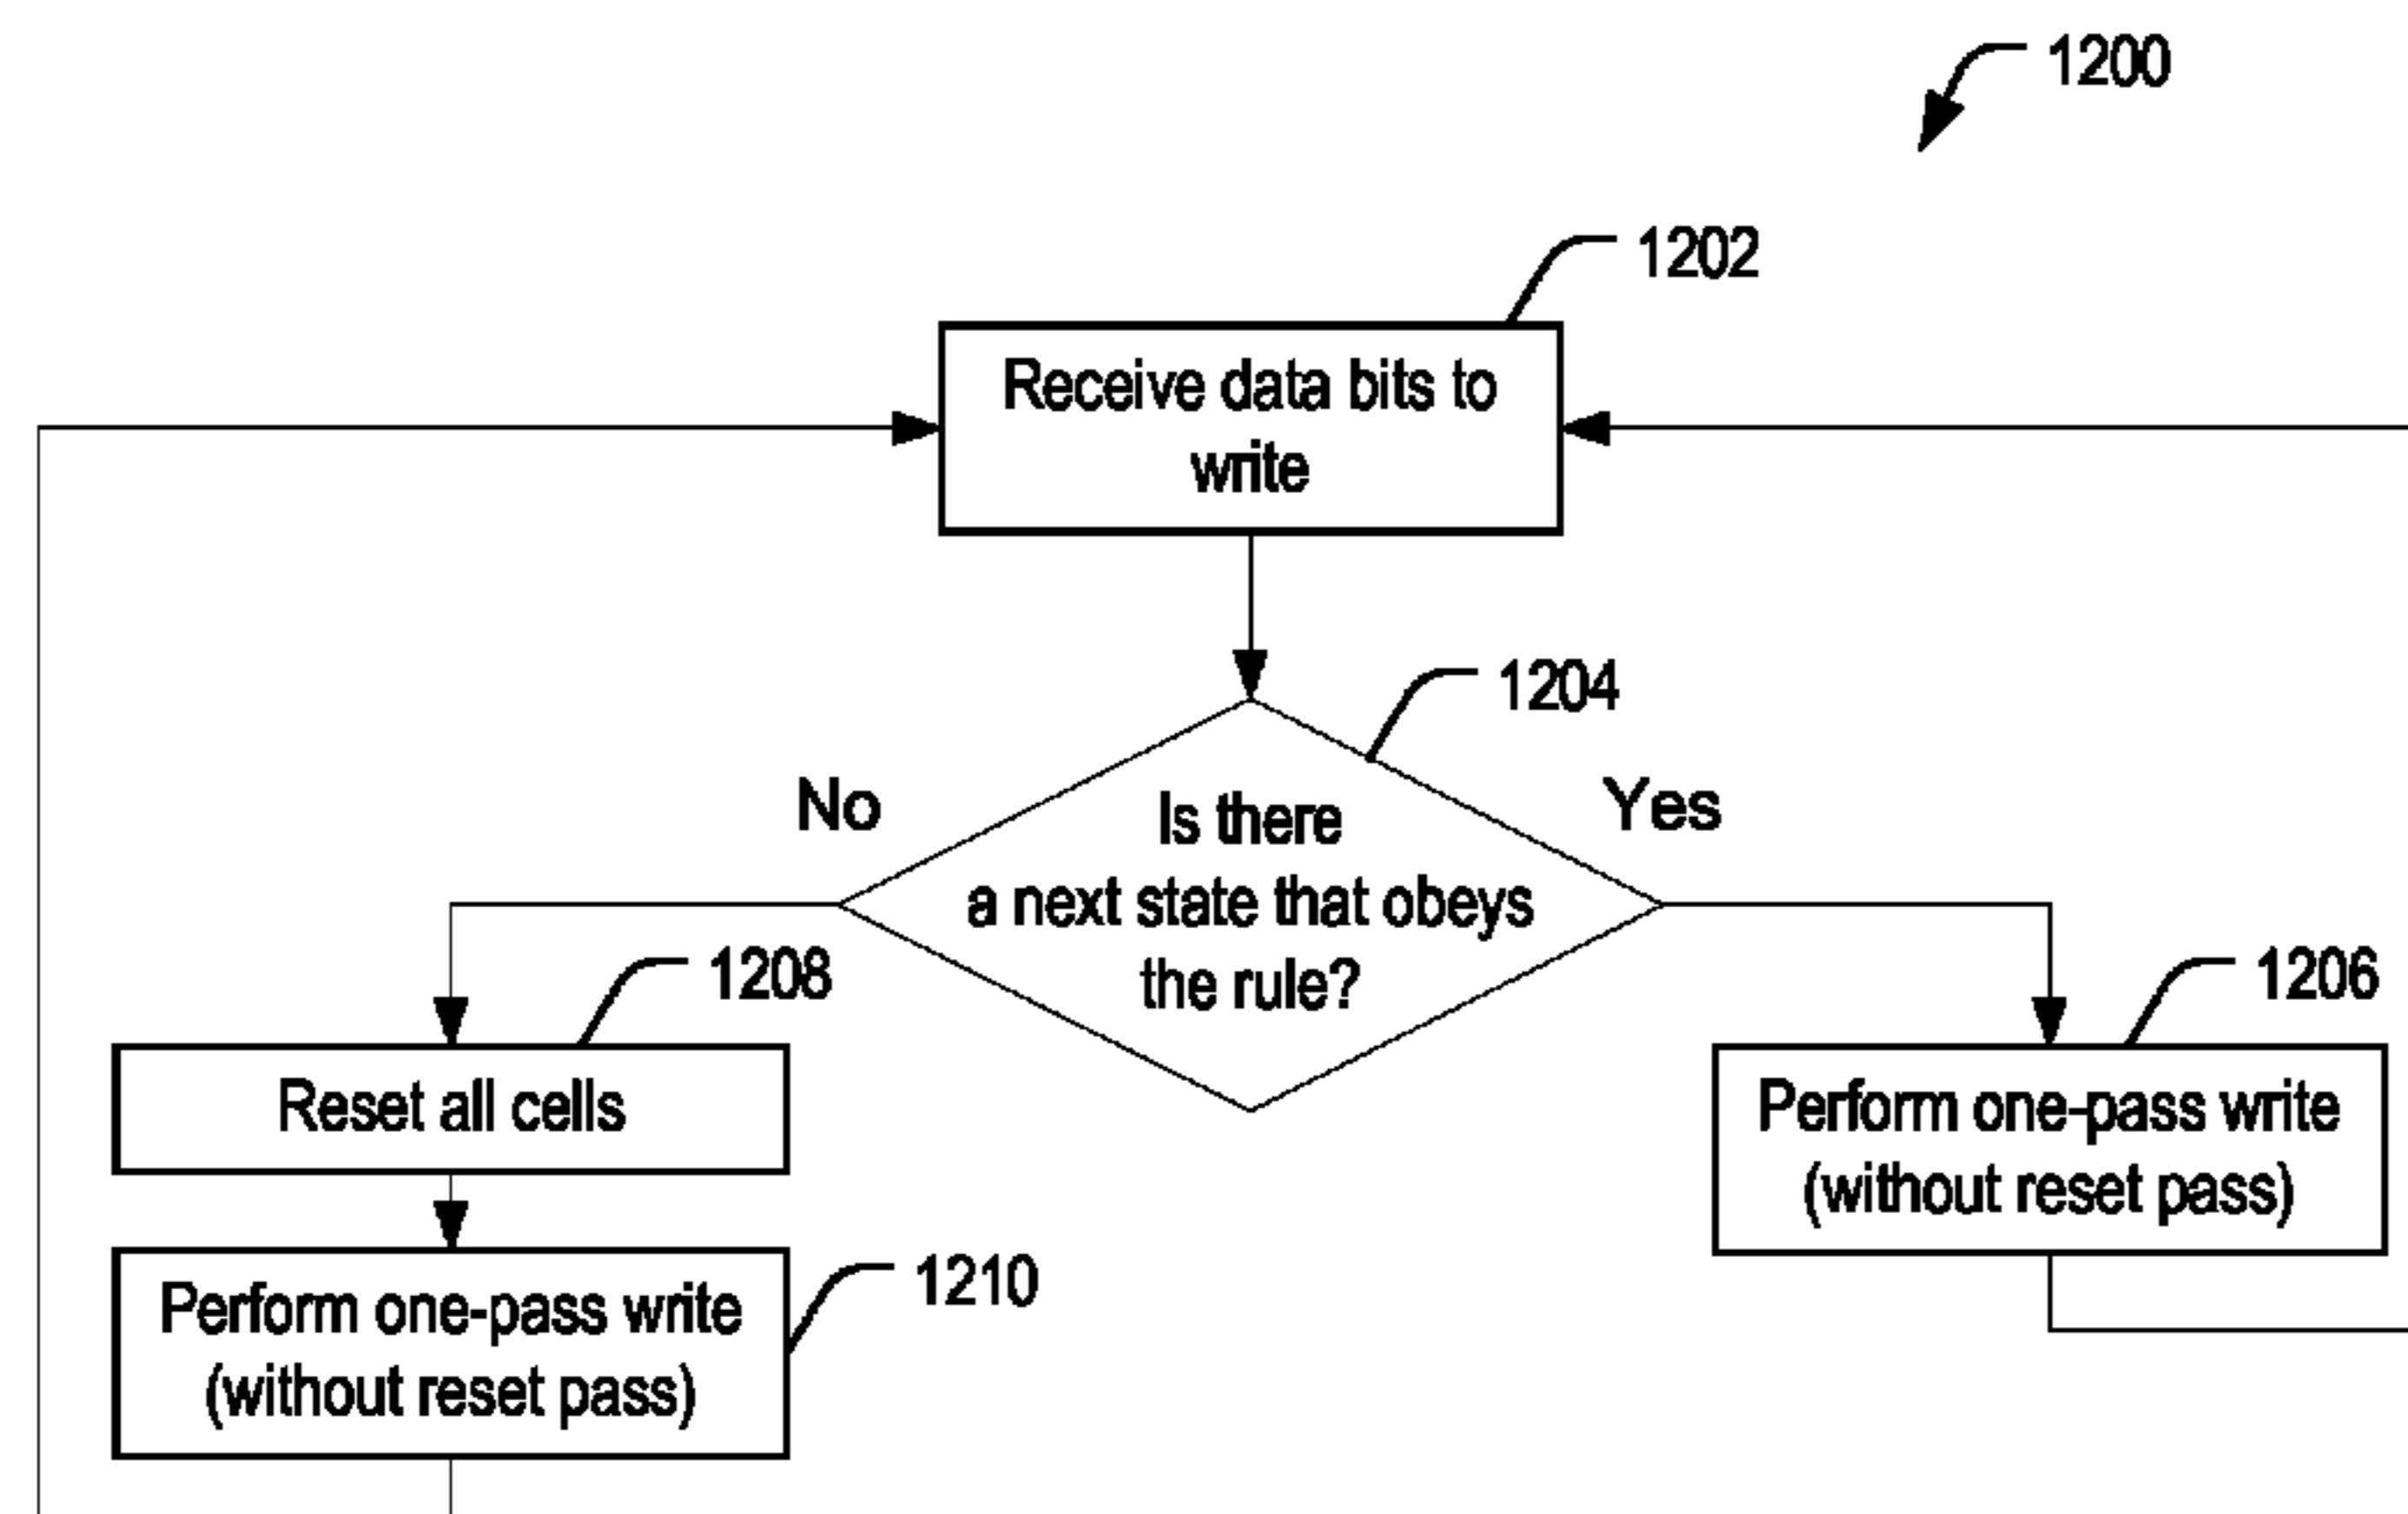 1200
1202
Receive data bits to
write
1204
No
Yes
Is there
a next state that obeys
the rule?
1208
1206
Reset all cells
Perform one-pass write
(without reset pass)
1210
Perform one-pass write
(without reset pass)